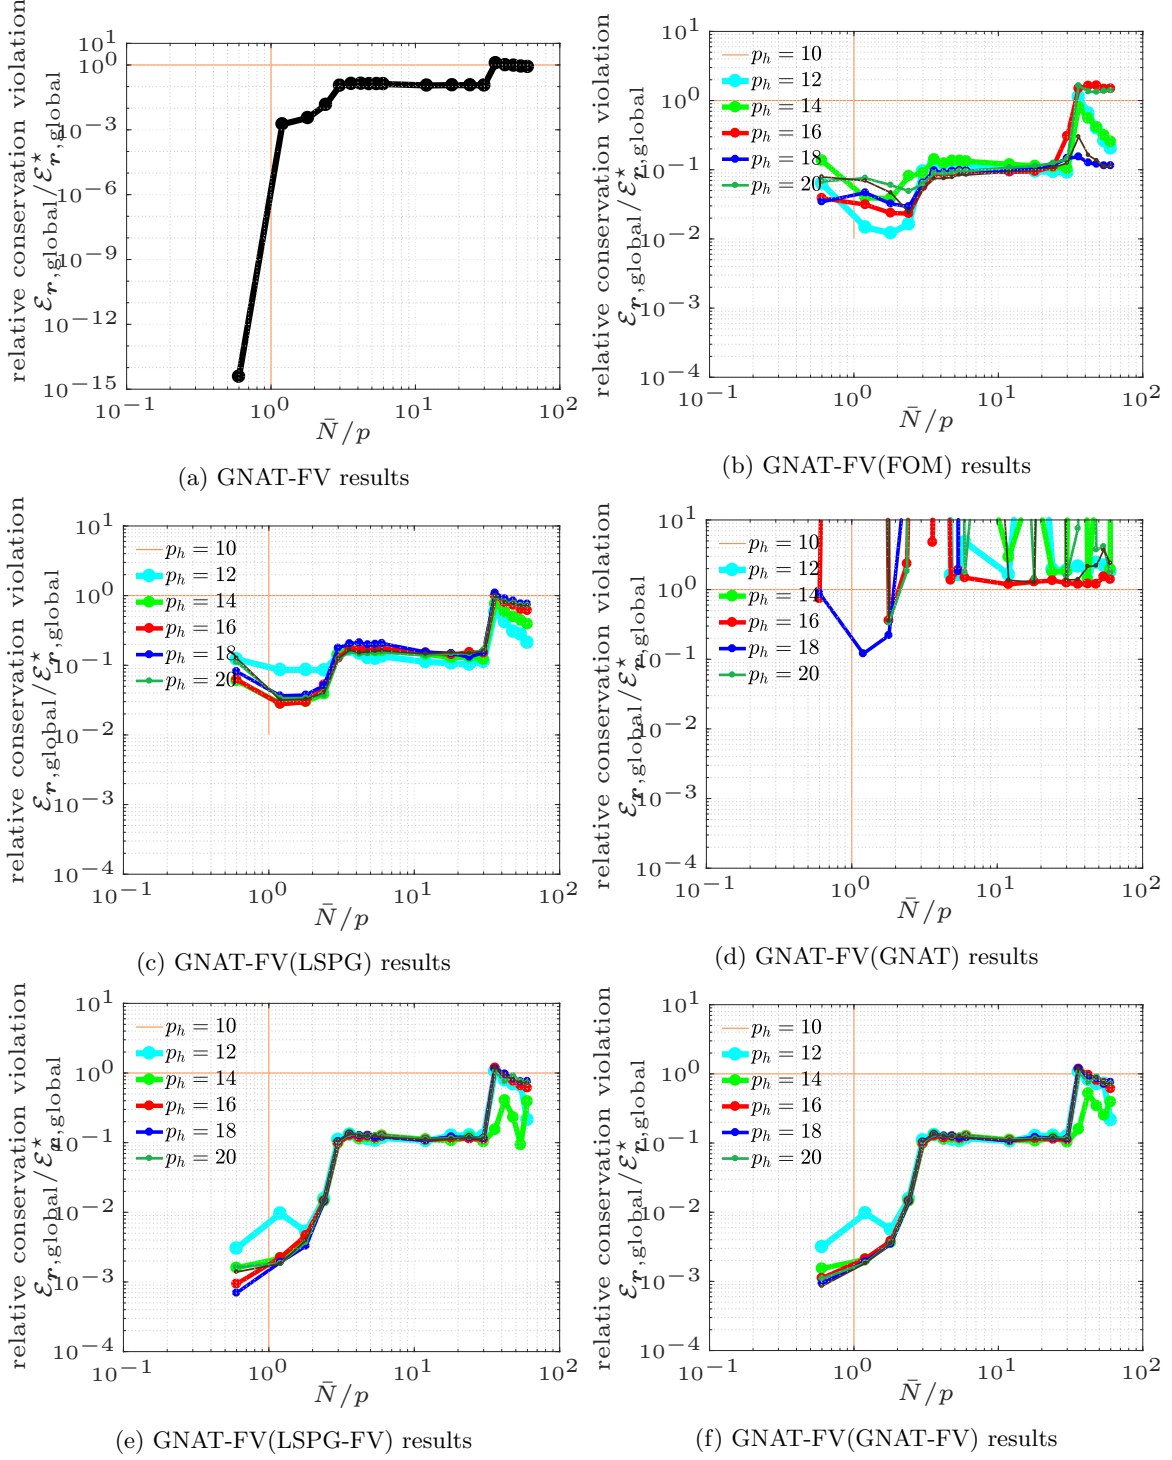 relative conservation violation
ℰ_r,global/ℰ*_r,global
10^1
10^0
10^−3
10^−6
10^−9
10^−12
10^−15
10^−1
10^0
10^1
10^2
N̄/p
(a) GNAT-FV results
relative conservation violation
ℰ_r,global/ℰ*_r,global
10^1
10^0
10^−1
10^−2
10^−3
10^−4
p_h = 10
p_h = 12
p_h = 14
p_h = 16
p_h = 18
p_h = 20
10^−1
10^0
10^1
10^2
N̄/p
(b) GNAT-FV(FOM) results
relative conservation violation
ℰ_r,global/ℰ*_r,global
10^1
10^0
10^−1
10^−2
10^−3
10^−4
p_h = 10
p_h = 12
p_h = 14
p_h = 16
p_h = 18
p_h = 20
10^−1
10^0
10^1
10^2
N̄/p
(c) GNAT-FV(LSPG) results
relative conservation violation
ℰ_r,global/ℰ*_r,global
10^1
10^0
10^−1
10^−2
10^−3
10^−4
p_h = 10
p_h = 12
p_h = 14
p_h = 16
p_h = 18
p_h = 20
10^−1
10^0
10^1
10^2
N̄/p
(d) GNAT-FV(GNAT) results
relative conservation violation
ℰ_r,global/ℰ*_r,global
10^1
10^0
10^−1
10^−2
10^−3
10^−4
p_h = 10
p_h = 12
p_h = 14
p_h = 16
p_h = 18
p_h = 20
10^−1
10^0
10^1
10^2
N̄/p
(e) GNAT-FV(LSPG-FV) results
relative conservation violation
ℰ_r,global/ℰ*_r,global
10^1
10^0
10^−1
10^−2
10^−3
10^−4
p_h = 10
p_h = 12
p_h = 14
p_h = 16
p_h = 18
p_h = 20
10^−1
10^0
10^1
10^2
N̄/p
(f) GNAT-FV(GNAT-FV) results